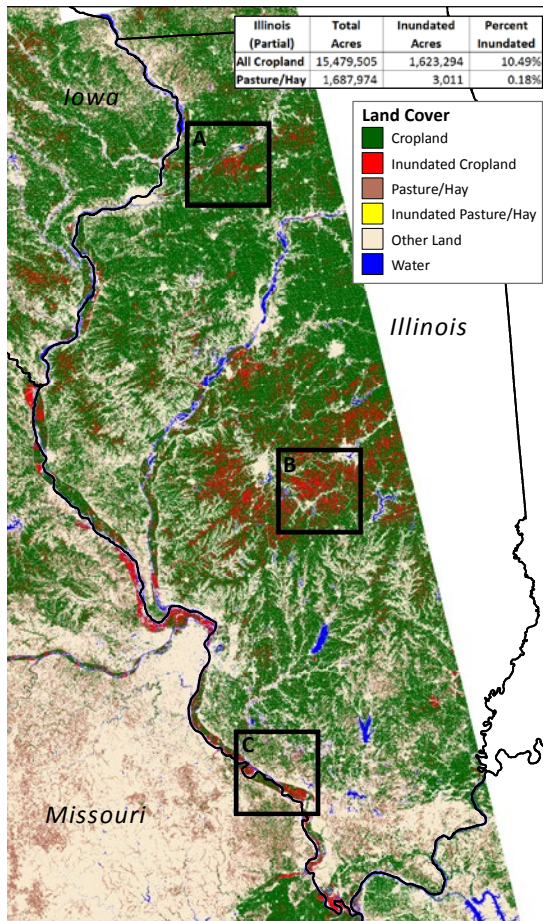 Illinois (Partial) Total Acres Inundated Acres Percent Inundated
All Cropland 15,479,505 1,623,294 10.49%
Pasture/Hay 1,687,974 3,011 0.18%
Iowa
A
Land Cover
Cropland
Inundated Cropland
Pasture/Hay
Inundated Pasture/Hay
Other Land
Water
Illinois
B
C
Missouri